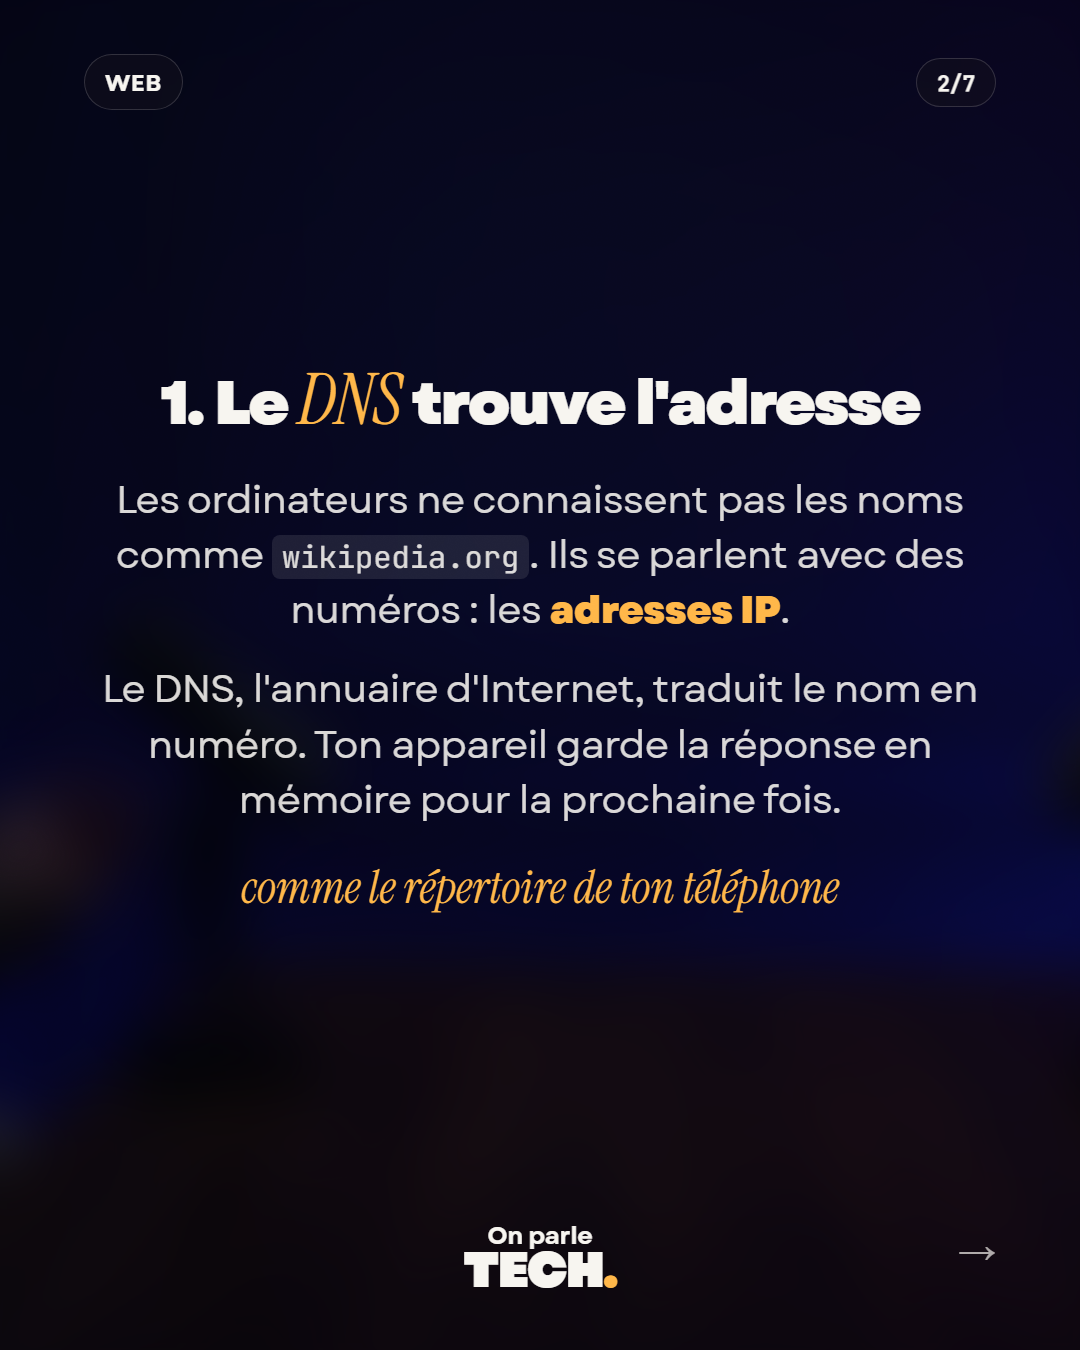 WEB
2/7
1. Le DNS trouve l'adresse
Les ordinateurs ne connaissent pas les noms
comme wikipedia.org. Ils se parlent avec des
numéros : les adresses IP.
Le DNS, l'annuaire d'Internet, traduit le nom en
numéro. Ton appareil garde la réponse en
mémoire pour la prochaine fois.
comme le répertoire de ton téléphone
On parle
TECH.
→